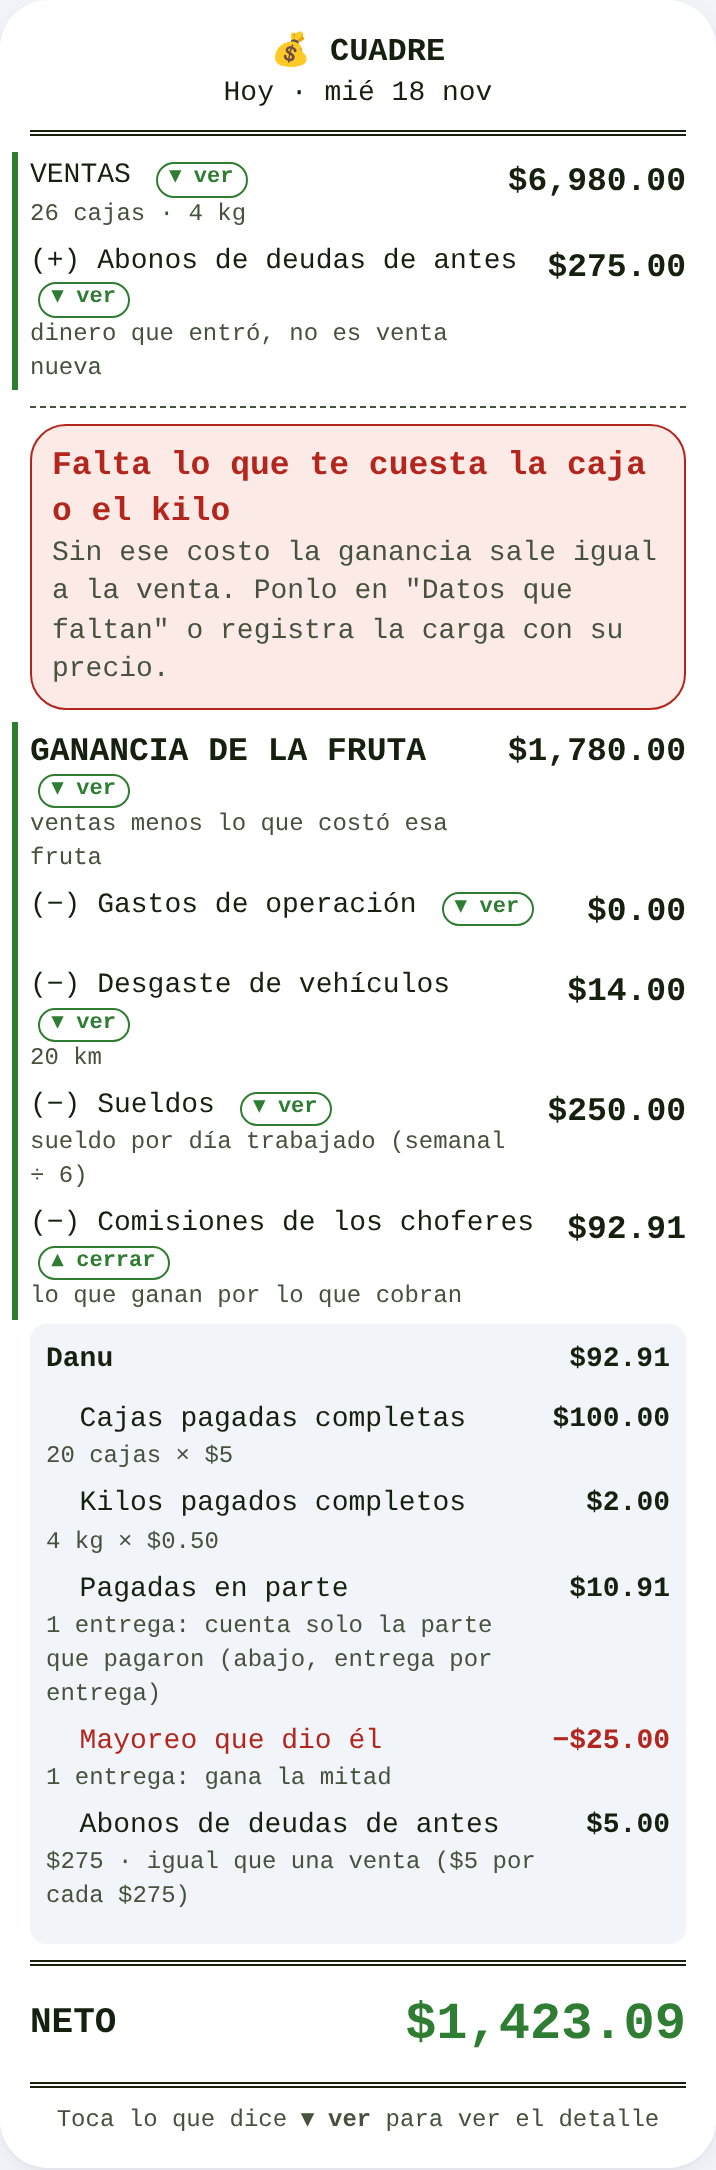 💰 CUADRE
Hoy · mié 18 nov
VENTAS ▼ ver $6,980.00
26 cajas · 4 kg
(+) Abonos de deudas de antes $275.00
▼ ver
dinero que entró, no es venta
nueva
Falta lo que te cuesta la caja
o el kilo
Sin ese costo la ganancia sale igual
a la venta. Ponlo en "Datos que
faltan" o registra la carga con su
precio.
GANANCIA DE LA FRUTA $1,780.00
▼ ver
ventas menos lo que costó esa
fruta
(−) Gastos de operación ▼ ver $0.00
(−) Desgaste de vehículos $14.00
▼ ver
20 km
(−) Sueldos ▼ ver $250.00
sueldo por día trabajado (semanal
÷ 6)
(−) Comisiones de los choferes $92.91
▲ cerrar
lo que ganan por lo que cobran
Danu $92.91
Cajas pagadas completas $100.00
20 cajas × $5
Kilos pagados completos $2.00
4 kg × $0.50
Pagadas en parte $10.91
1 entrega: cuenta solo la parte
que pagaron (abajo, entrega por
entrega)
Mayoreo que dio él −$25.00
1 entrega: gana la mitad
Abonos de deudas de antes $5.00
$275 · igual que una venta ($5 por
cada $275)
NETO $1,423.09
Toca lo que dice ▼ ver para ver el detalle